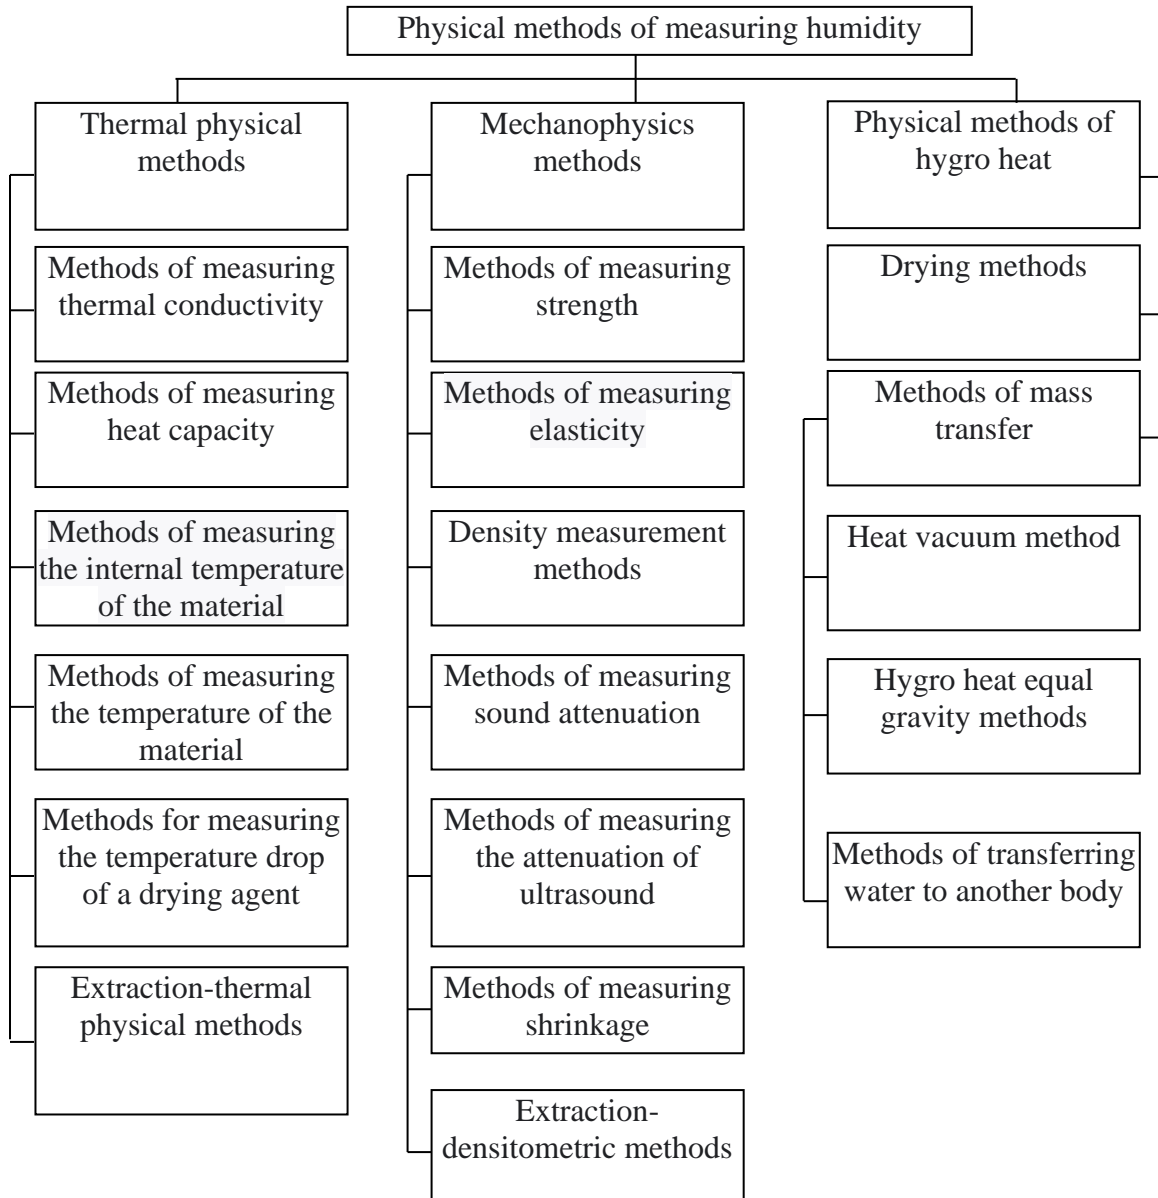 Physical methods of measuring humidity
Thermal physical
methods
Methods of measuring
thermal conductivity
Methods of measuring
heat capacity
Methods of measuring
the internal temperature
of the material
Methods of measuring
the temperature of the
material
Methods for measuring
the temperature drop
of a drying agent
Extraction-thermal
physical methods
Mechanophysics
methods
Methods of measuring
strength
Methods of measuring
elasticity
Density measurement
methods
Methods of measuring
sound attenuation
Methods of measuring
the attenuation of
ultrasound
Methods of measuring
shrinkage
Extraction-
densitometric methods
Physical methods of
hygro heat
Drying methods
Methods of mass
transfer
Heat vacuum method
Hygro heat equal
gravity methods
Methods of transferring
water to another body